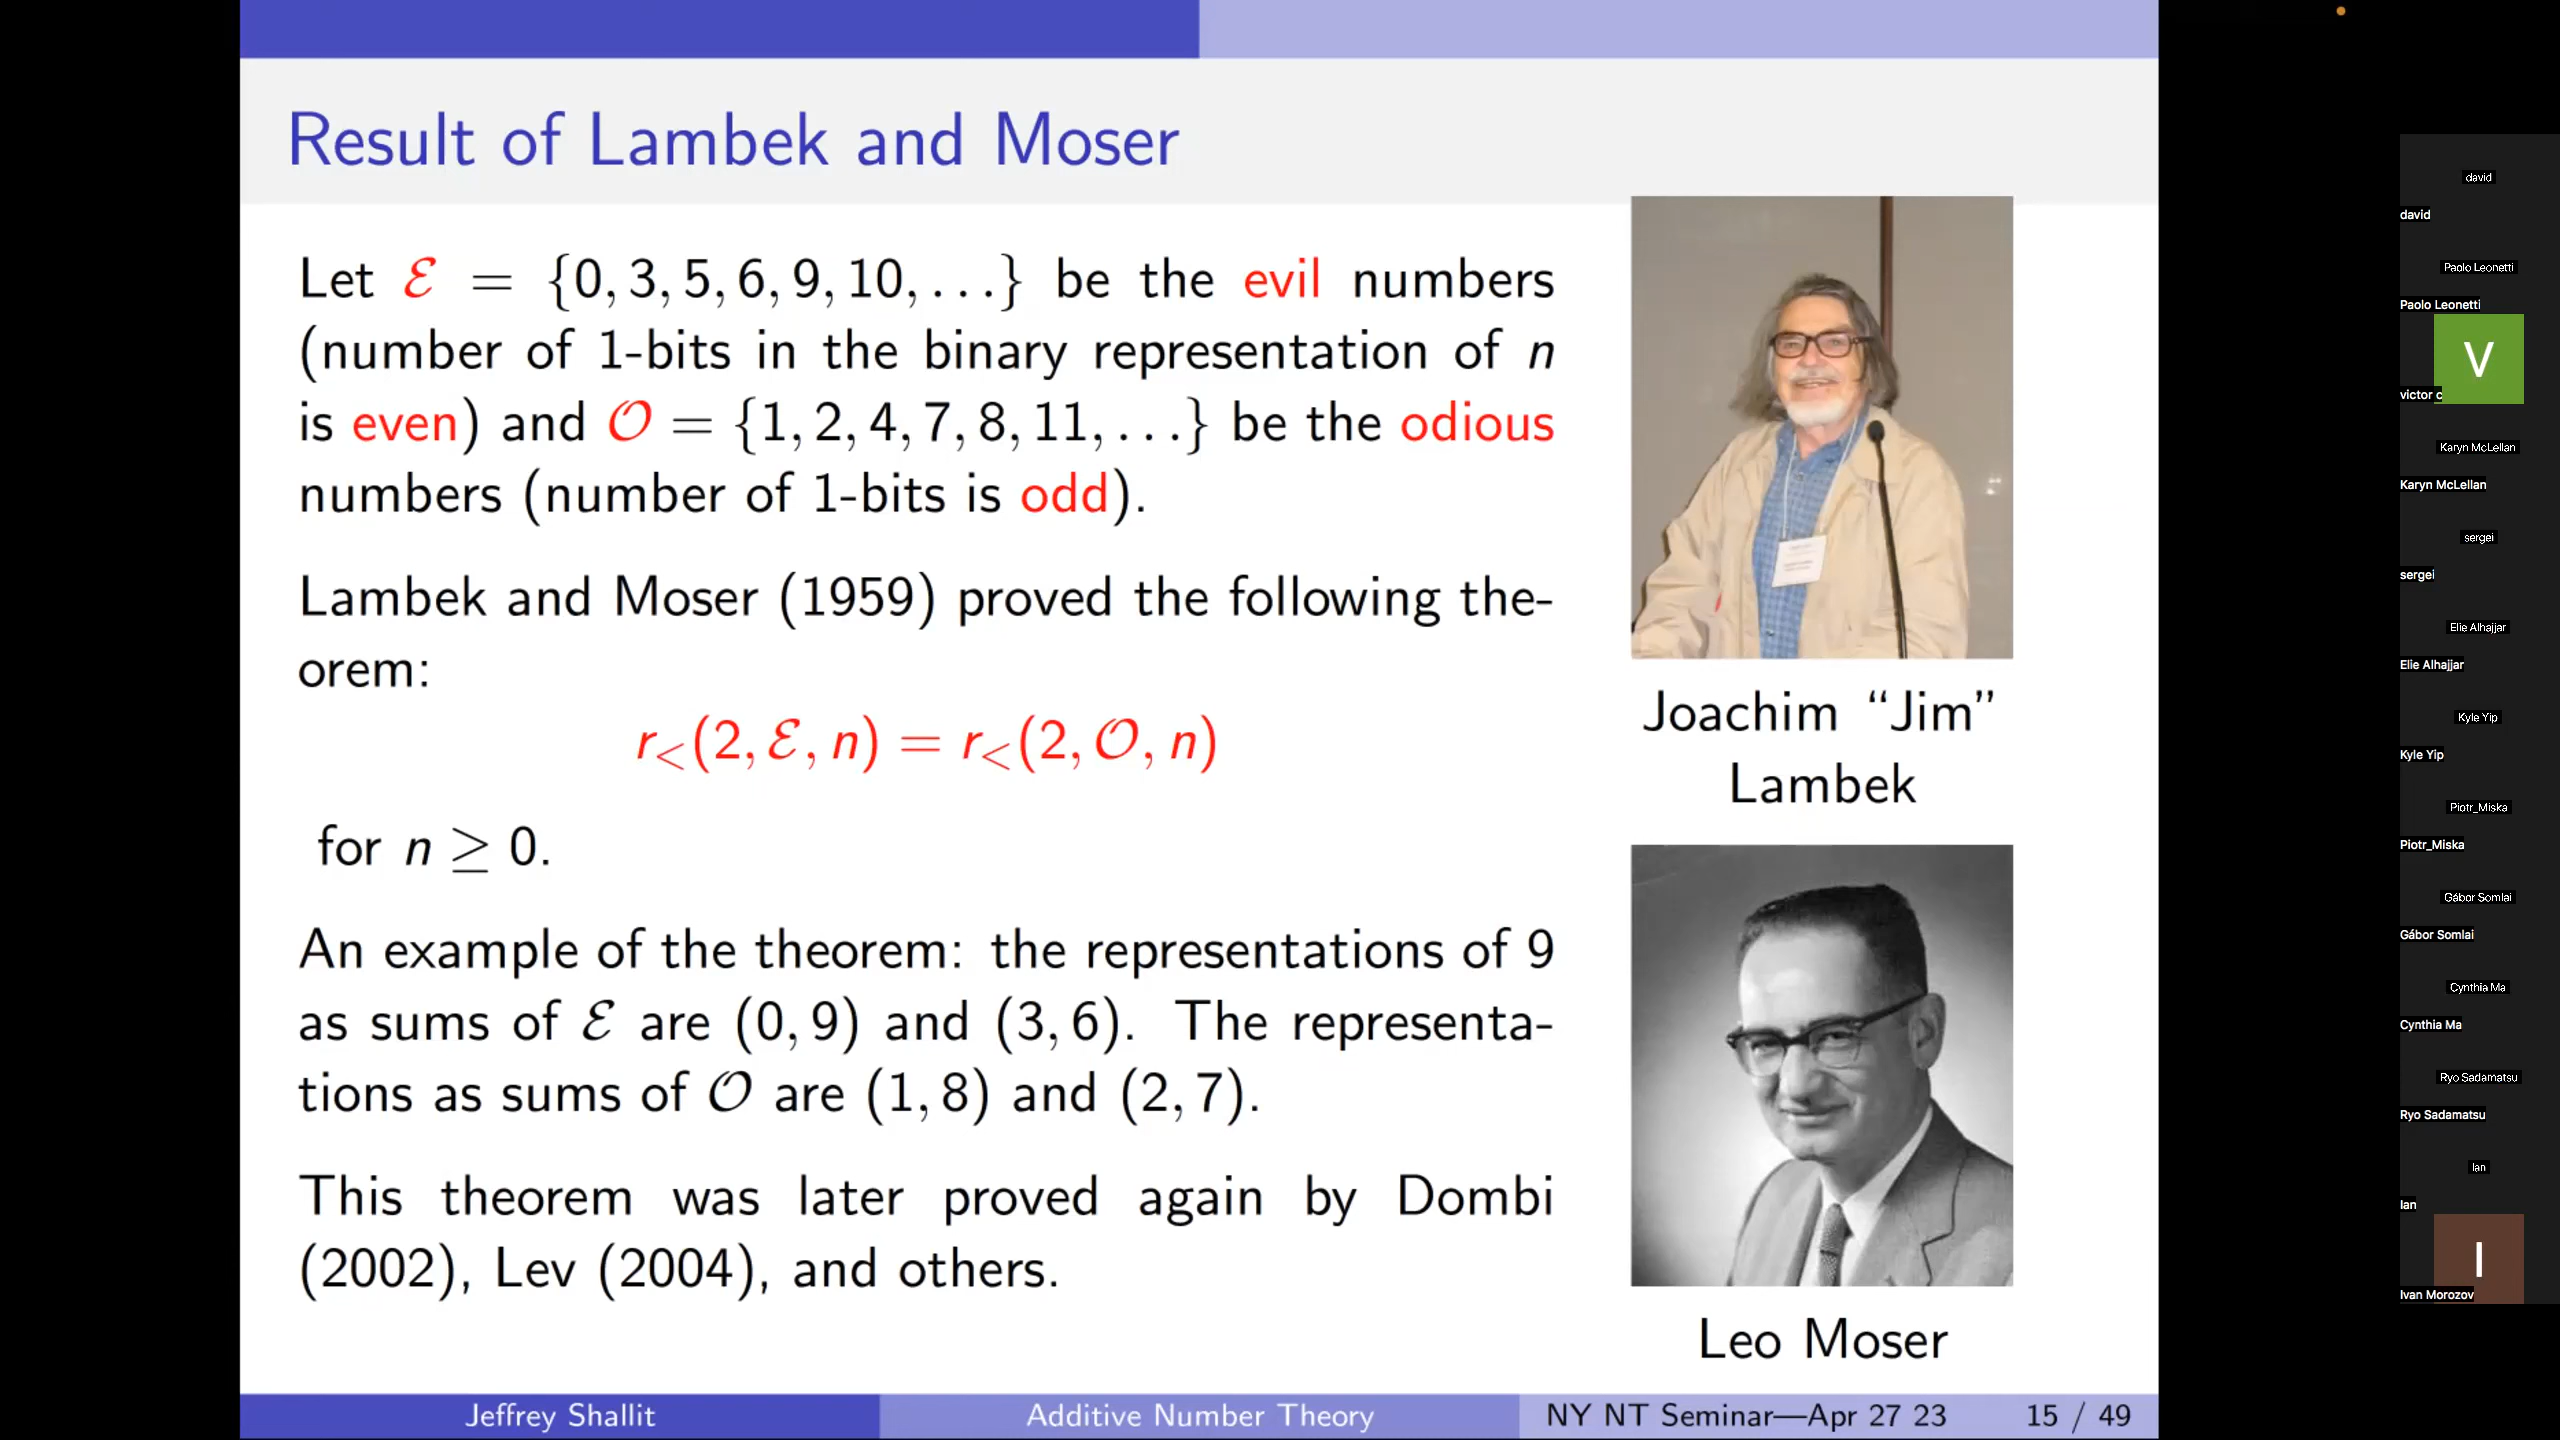 Result of Lambek and Moser
Let ℰ = {0, 3, 5, 6, 9, 10, . . .} be the evil numbers
(number of 1-bits in the binary representation of n
is even) and 𝒪 = {1, 2, 4, 7, 8, 11, . . .} be the odious
numbers (number of 1-bits is odd).
Lambek and Moser (1959) proved the following the-
orem:
r<(2, ℰ, n) = r<(2, 𝒪, n)
for n ≥ 0.
An example of the theorem: the representations of 9
as sums of ℰ are (0, 9) and (3, 6). The representa-
tions as sums of 𝒪 are (1, 8) and (2, 7).
This theorem was later proved again by Dombi
(2002), Lev (2004), and others.
Joachim “Jim”
Lambek
Leo Moser
Jeffrey Shallit
Additive Number Theory
NY NT Seminar—Apr 27 23
15 / 49
david
david
Paolo Leonetti
Paolo Leonetti
V
victor c
Karyn McLellan
Karyn McLellan
sergei
sergei
Elie Alhajjar
Elie Alhajjar
Kyle Yip
Kyle Yip
Piotr_Miska
Piotr_Miska
Gábor Somlai
Gábor Somlai
Cynthia Ma
Cynthia Ma
Ryo Sadamatsu
Ryo Sadamatsu
Ian
Ian
I
Ivan Morozov